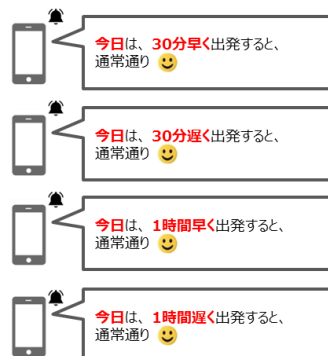 今日は、30分早く出発すると、
通常通り
今日は、30分遅く出発すると、
通常通り
今日は、1時間早く出発すると、
通常通り
今日は、1時間遅く出発すると、
通常通り